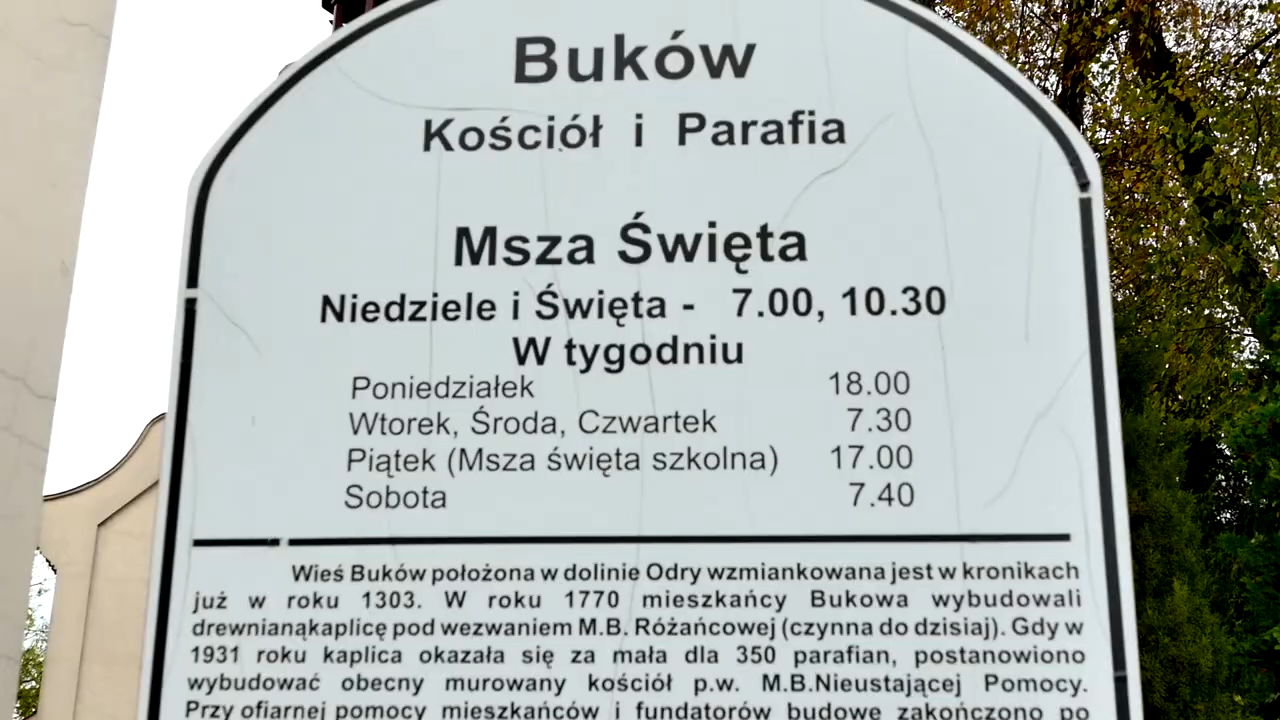 Buków
Kościół i Parafia
Msza Święta
Niedziele i Święta - 7.00, 10.30
W tygodniu
Poniedziałek 18.00
Wtorek, Środa, Czwartek 7.30
Piątek (Msza święta szkolna) 17.00
Sobota 7.40
Wieś Buków położona w dolinie Odry wzmiankowana jest w kronikach
już w roku 1303. W roku 1770 mieszkańcy Bukowa wybudowali
drewnianąkaplicę pod wezwaniem M.B. Różańcowej (czynna do dzisiaj). Gdy w
1931 roku kaplica okazała się za mała dla 350 parafian, postanowiono
wybudować obecny murowany kościół p.w. M.B.Nieustającej Pomocy.
Przy ofiarnej pomocy mieszkańców i fundatorów budowę zakończono po